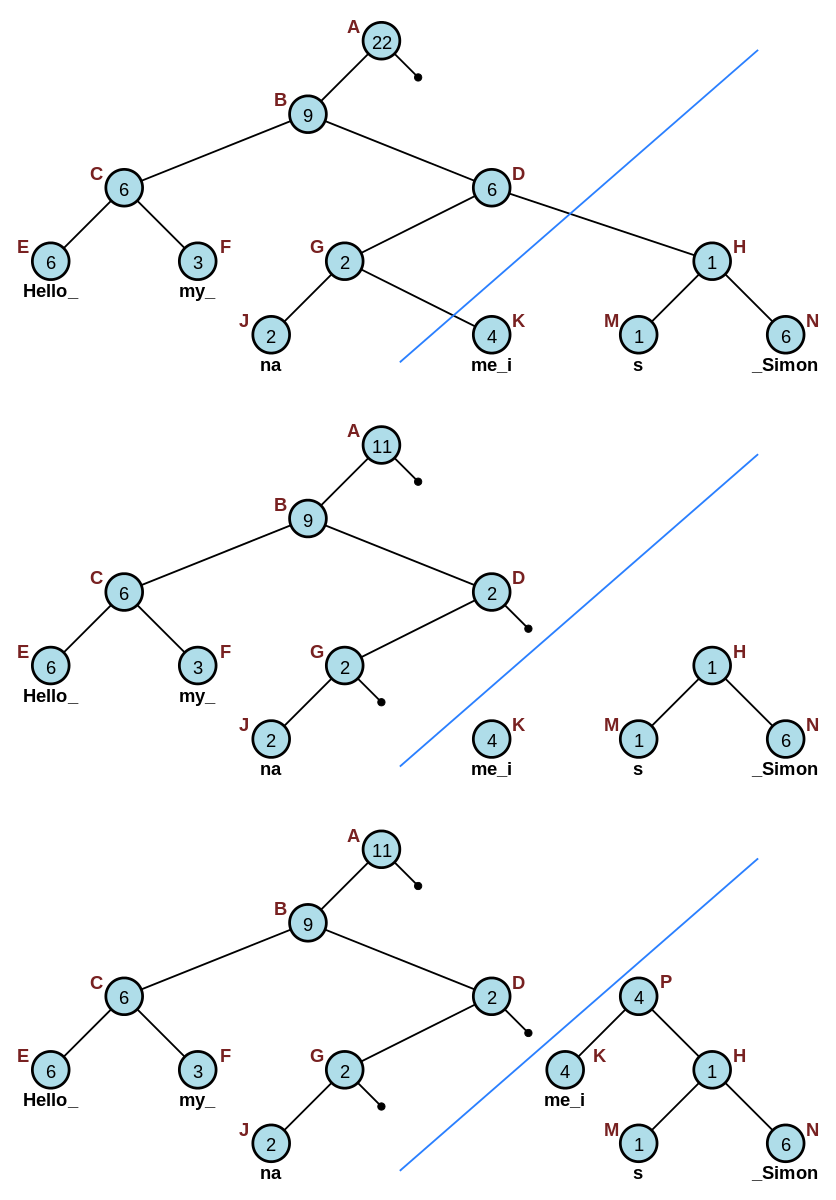 A
22
B
9
C D
6 6
E F G H
6 3 2 1
Hello_ my_
J K M N
2 4 1 6
na me_i s _Simon
A
11
B
9
C D
6 2
E F G H
6 3 2 1
Hello_ my_
J K M N
2 4 1 6
na me_i s _Simon
A
11
B
9
C D P
6 2 4
E F G K H
6 3 2 4 1
Hello_ my_ me_i
J M N
2 1 6
na s _Simon